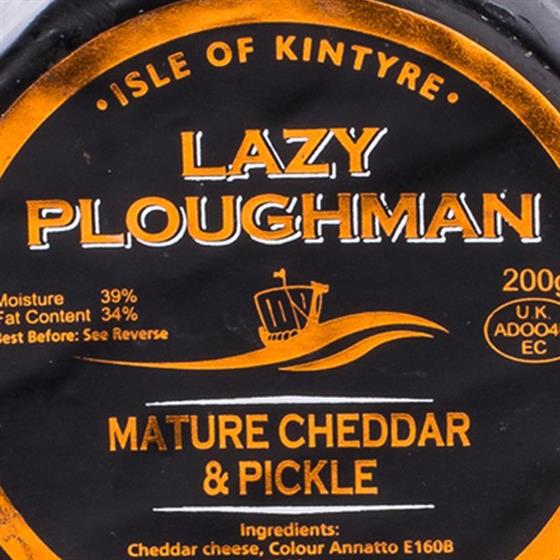 • ISLE OF KINTYRE •
LAZY
PLOUGHMAN
200g
Moisture 39%
Fat Content 34%
Best Before: See Reverse
U.K.
EC
MATURE CHEDDAR
& PICKLE
Ingredients:
Cheddar cheese, Colour Annatto E160B